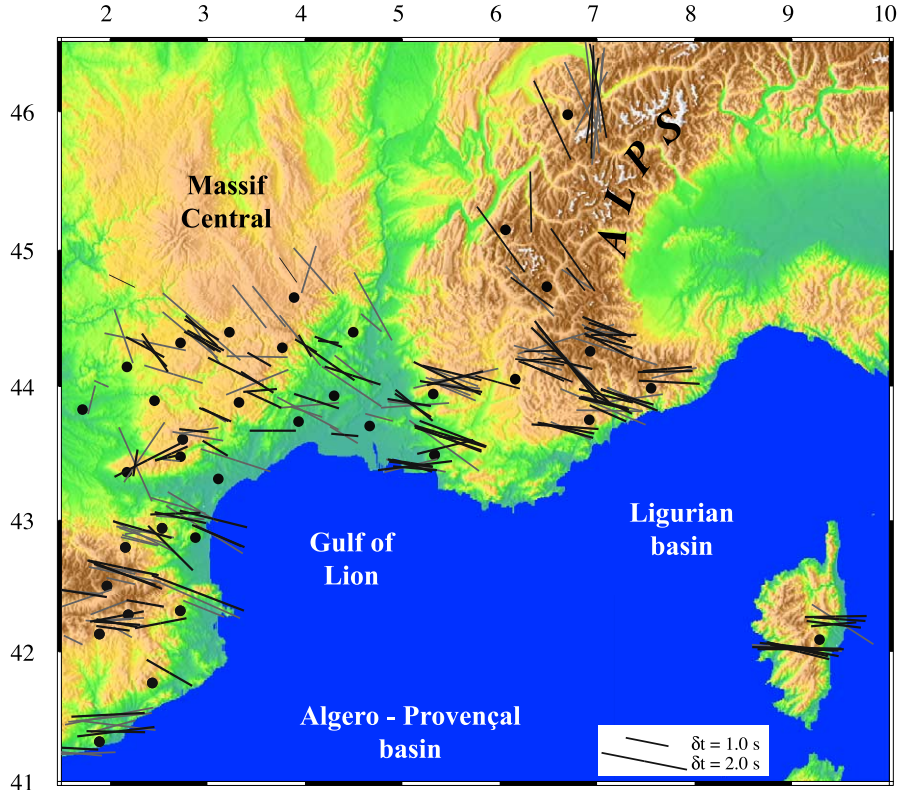 2 3 4 5 6 7 8 9 10
46
ALPS
Massif
Central
45
44
43
Ligurian
basin
Gulf of
Lion
42
Algero - Provençal
basin
δt = 1.0 s
δt = 2.0 s
41